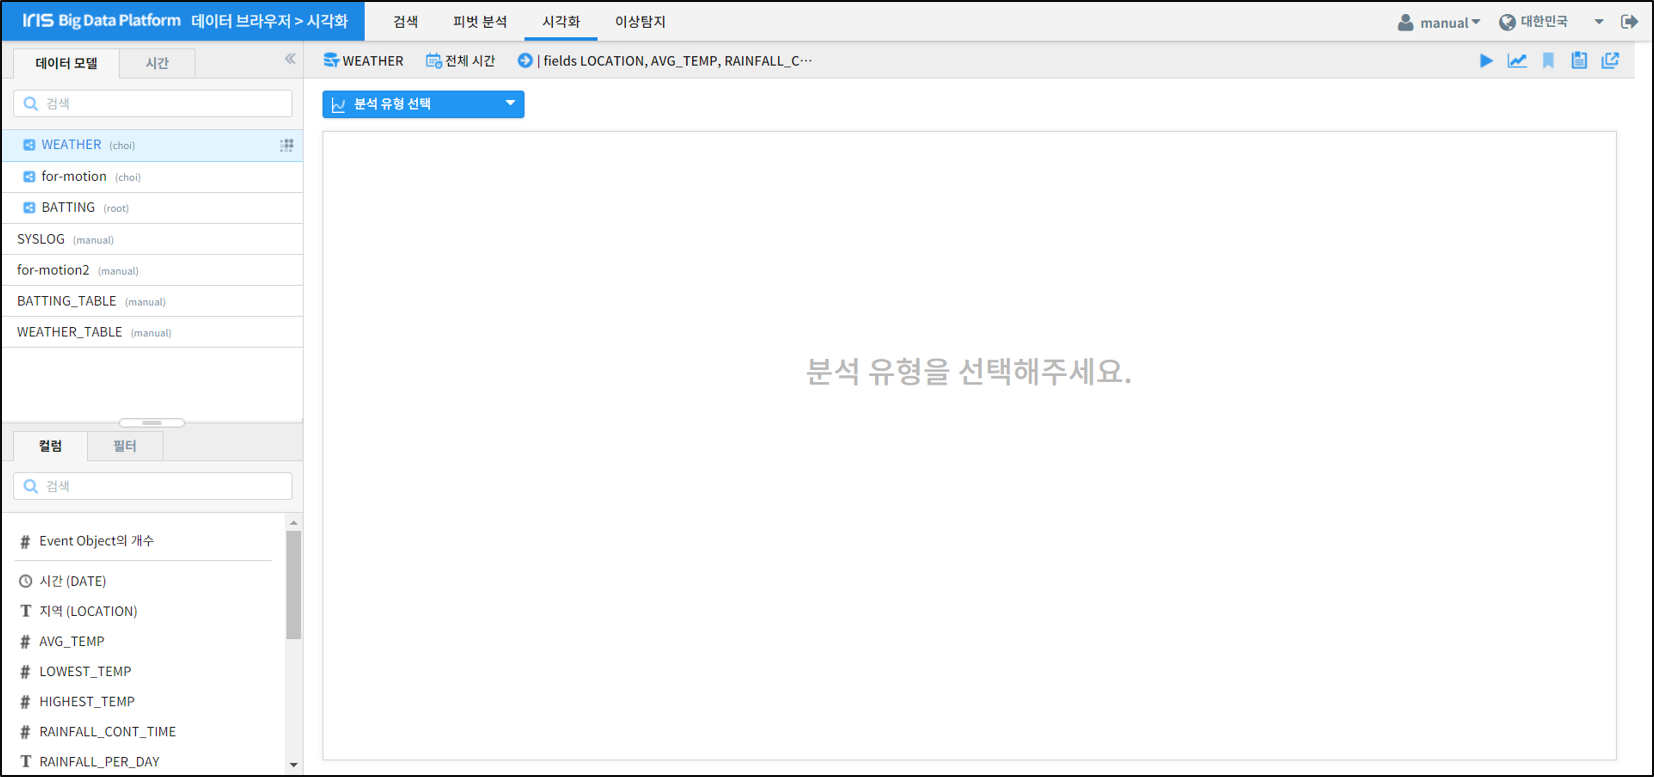 IRIS Big Data Platform 데이터 브라우저 > 시각화
검색
피벗 분석
시각화
이상탐지
manual
대한민국
데이터 모델
시간
검색
WEATHER (choi)
for-motion (choi)
BATTING (root)
SYSLOG (manual)
for-motion2 (manual)
BATTING_TABLE (manual)
WEATHER_TABLE (manual)
컬럼
필터
검색
# Event Object의 개수
시간 (DATE)
T 지역 (LOCATION)
# AVG_TEMP
# LOWEST_TEMP
# HIGHEST_TEMP
# RAINFALL_CONT_TIME
T RAINFALL_PER_DAY
WEATHER
전체 시간
| fields LOCATION, AVG_TEMP, RAINFALL_C…
분석 유형 선택
분석 유형을 선택해주세요.